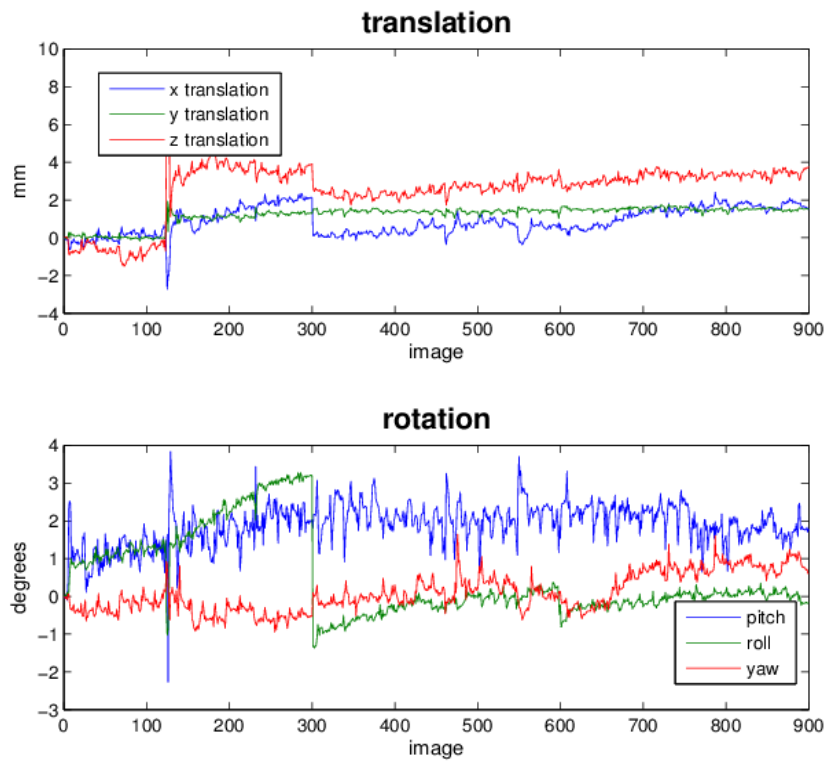 translation
10
8
6
4
2
0
−2
−4
mm
x translation
y translation
z translation
0 100 200 300 400 500 600 700 800 900
image
rotation
4
3
2
1
0
−1
−2
−3
degrees
pitch
roll
yaw
0 100 200 300 400 500 600 700 800 900
image